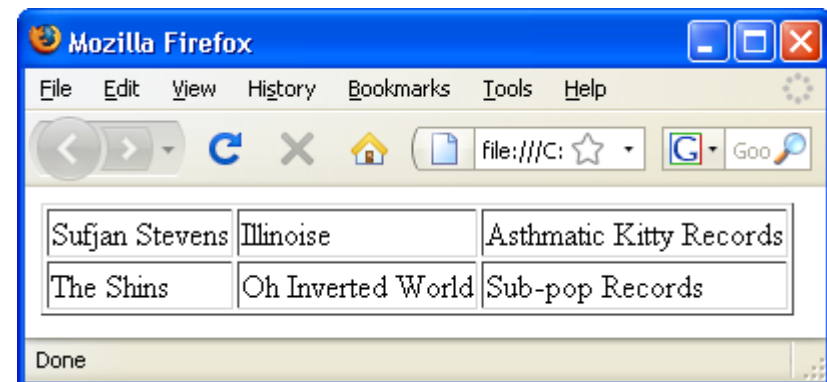 Mozilla Firefox
File Edit View History Bookmarks Tools Help
file:///C: G Goo
Sufjan Stevens Illinoise Asthmatic Kitty Records
The Shins Oh Inverted World Sub-pop Records
Done